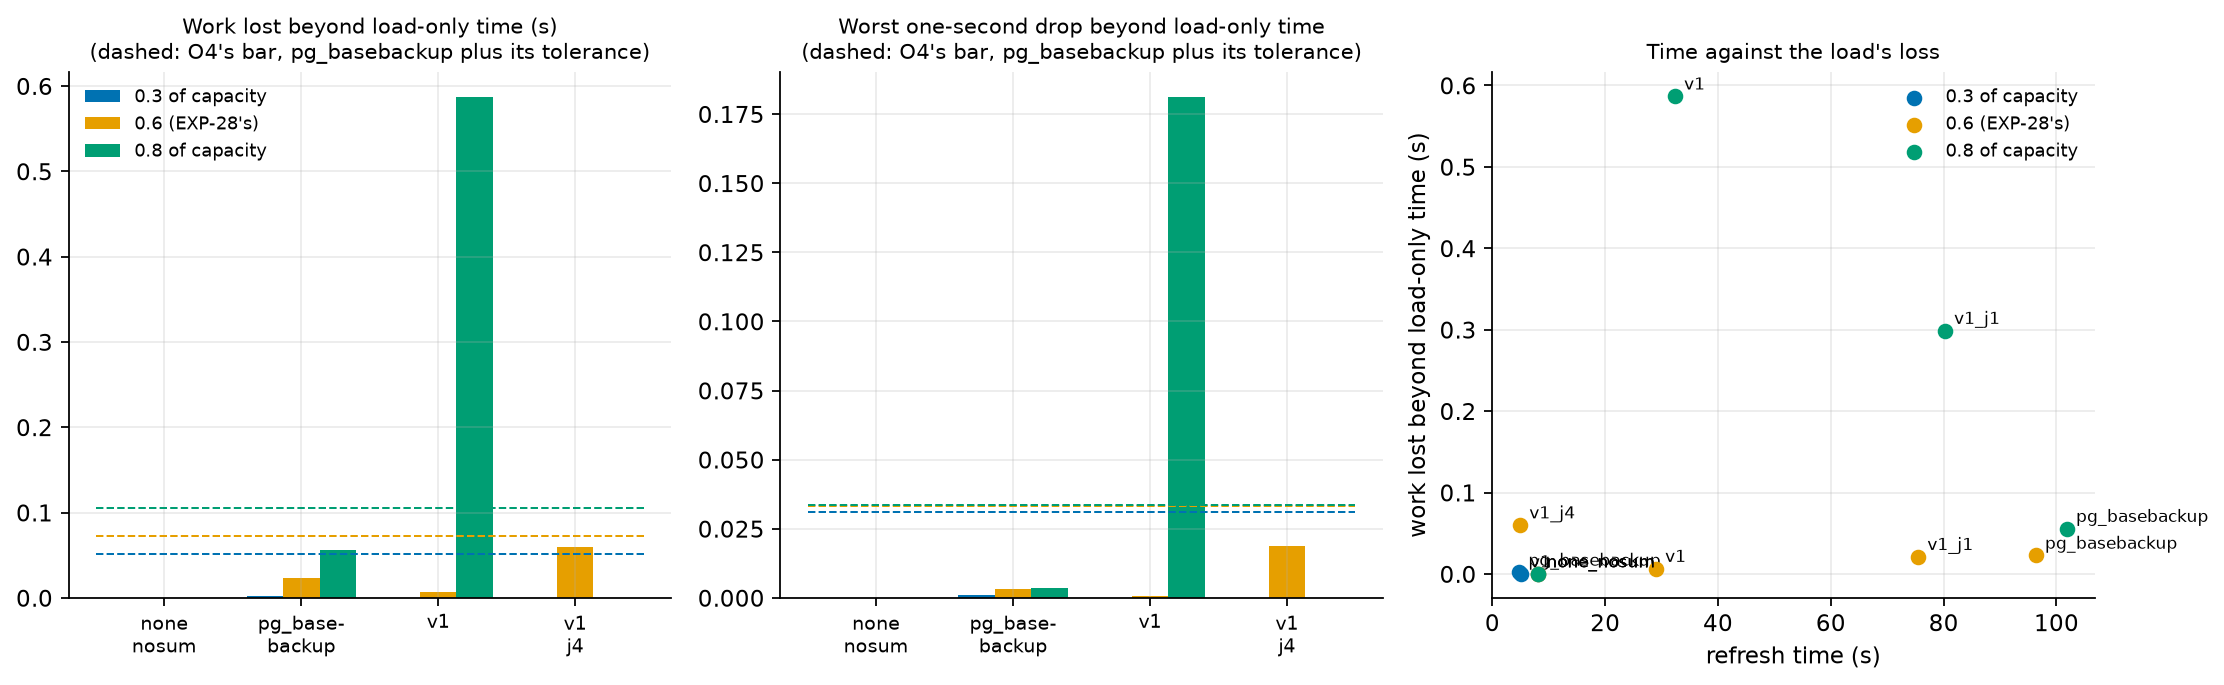 Work lost beyond load-only time (s)
(dashed: O4's bar, pg_basebackup plus its tolerance)
0.6
0.5
0.4
0.3
0.2
0.1
0.0
0.3 of capacity
0.6 (EXP-28's)
0.8 of capacity
none
nosum
pg_base-
backup
v1
v1
j4
Worst one-second drop beyond load-only time
(dashed: O4's bar, pg_basebackup plus its tolerance)
0.175
0.150
0.125
0.100
0.075
0.050
0.025
0.000
none
nosum
pg_base-
backup
v1
v1
j4
Time against the load's loss
work lost beyond load-only time (s)
0.6
0.5
0.4
0.3
0.2
0.1
0.0
0.3 of capacity
0.6 (EXP-28's)
0.8 of capacity
v1
v1_j1
v1_j4
pg_basebackup
v1_j1
pg_basebackup
pg_basebackup
v1
none_nosum
0
20
40
60
80
100
refresh time (s)